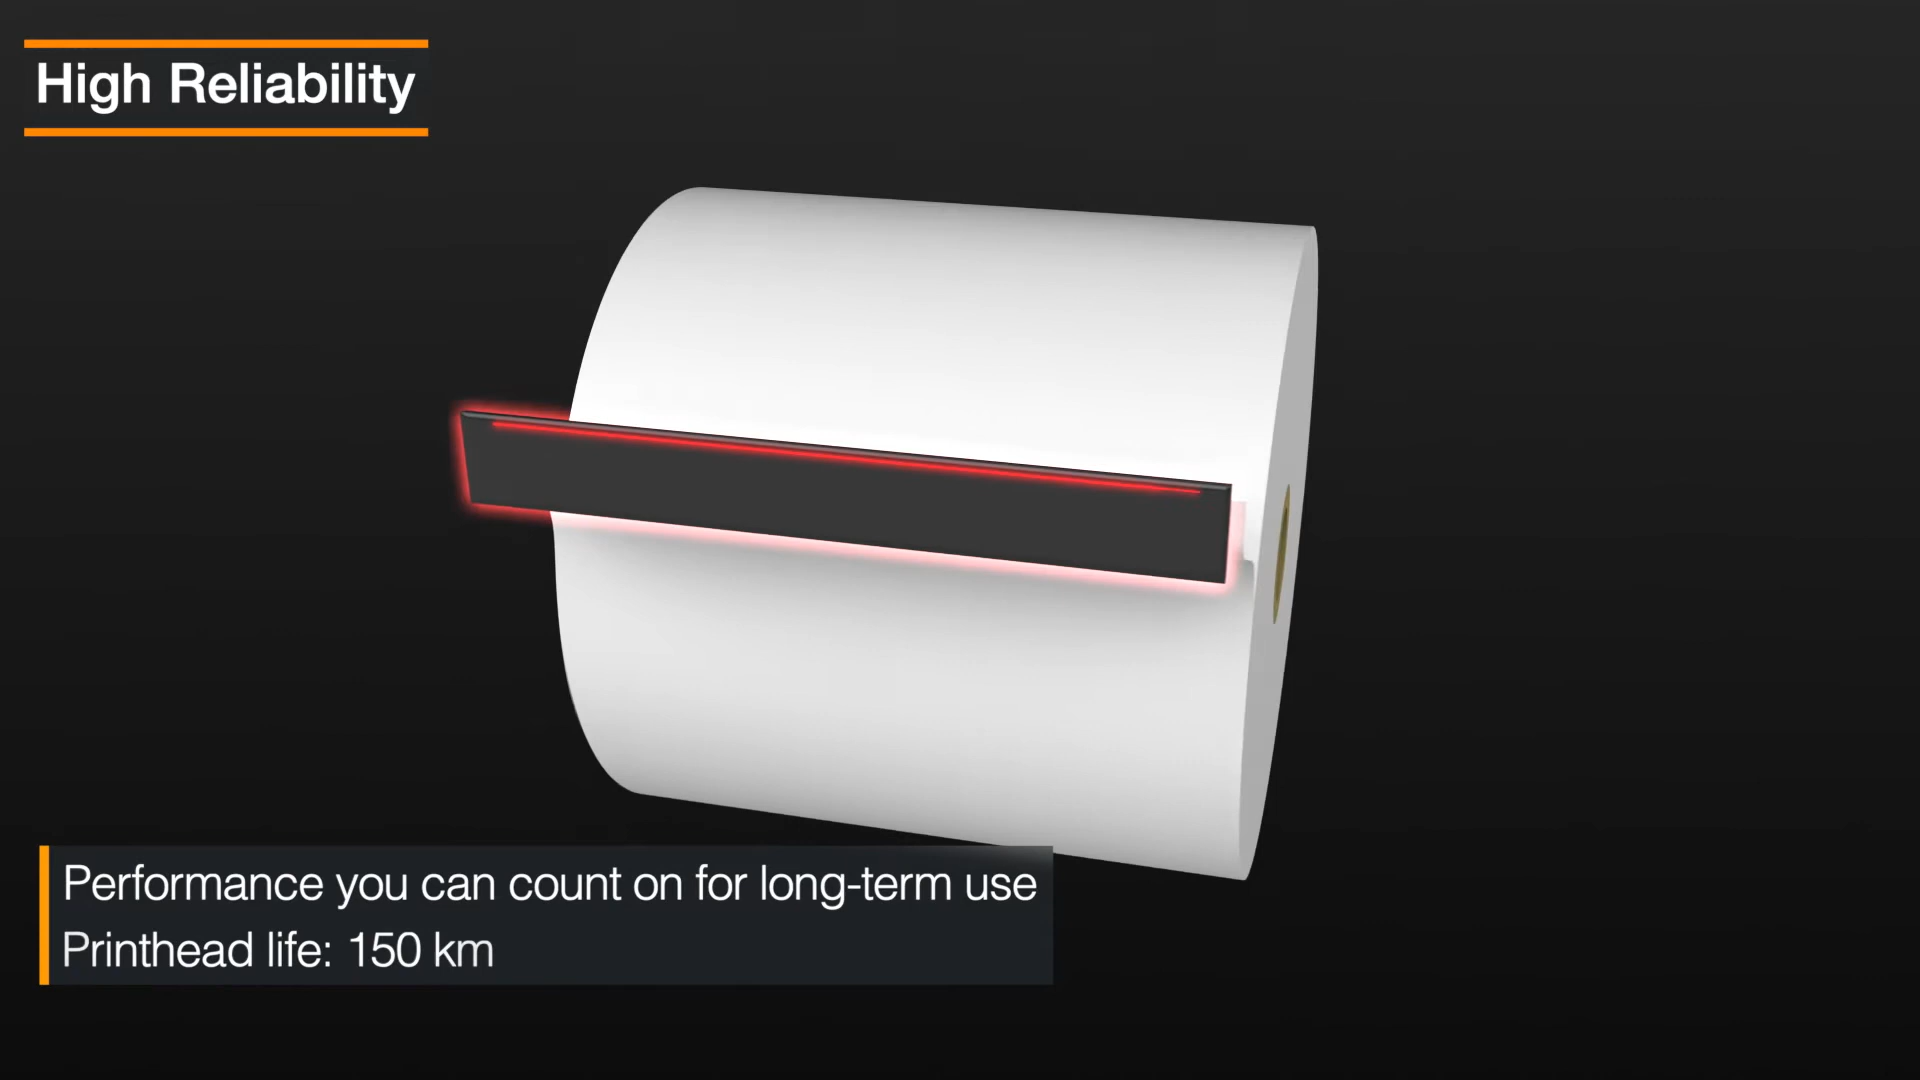 High Reliability
Performance you can count on for long-term use
Printhead life: 150 km